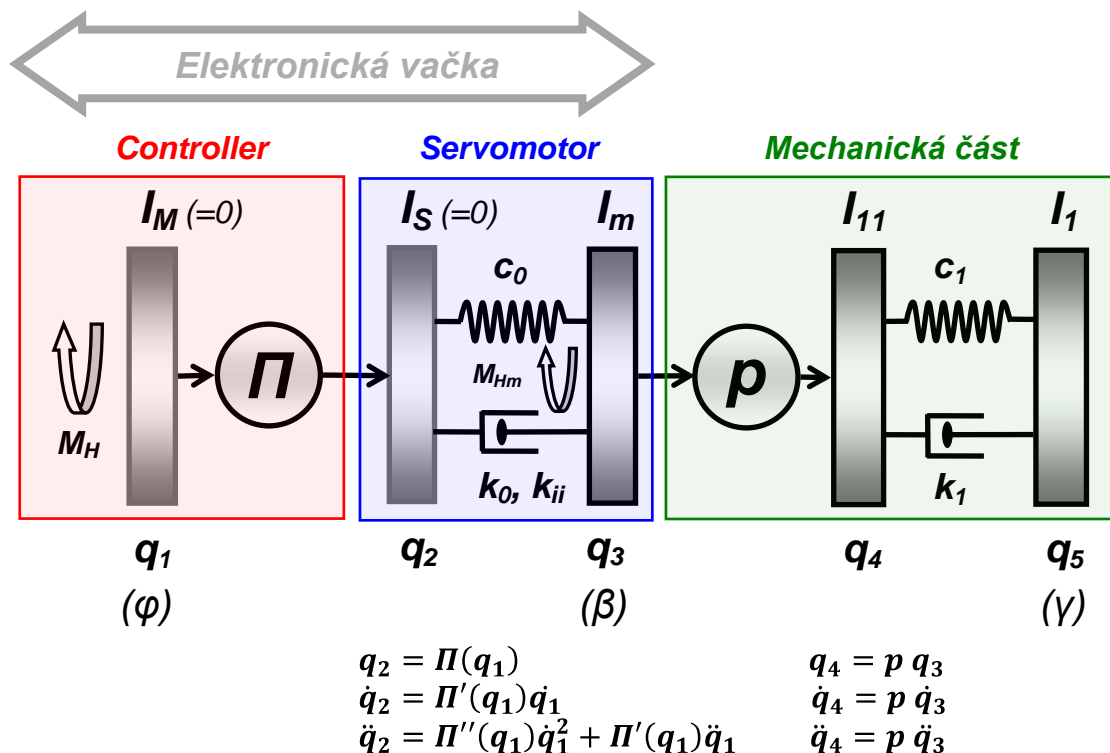 Elektronická vačka
Controller
Servomotor
Mechanická část
I_M (=0)
I_S (=0)
I_m
I_11
I_1
c_0
c_1
M_H
Π
M_Hm
p
k_0, k_ii
k_1
q_1
q_2
q_3
q_4
q_5
(φ)
(β)
(γ)
q_2 = Π(q_1)
q̇_2 = Π′(q_1)q̇_1
q̈_2 = Π′′(q_1)q̇_1^2 + Π′(q_1)q̈_1
q_4 = p q_3
q̇_4 = p q̇_3
q̈_4 = p q̈_3